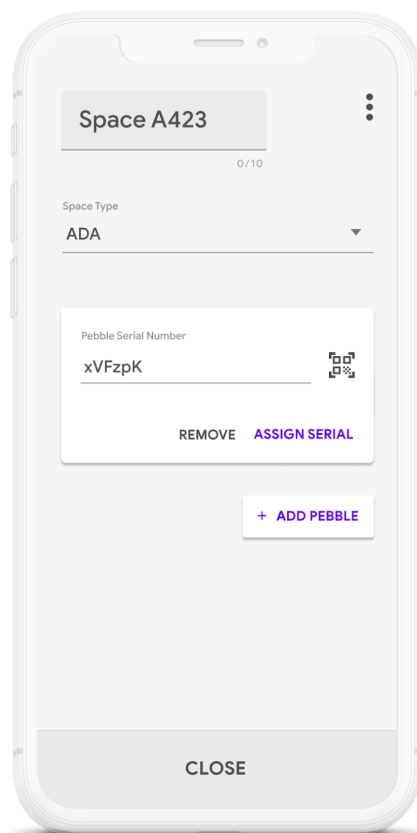 Space A423
0/10
Space Type
ADA
Pebble Serial Number
xVFzpK
REMOVE ASSIGN SERIAL
+ ADD PEBBLE
CLOSE